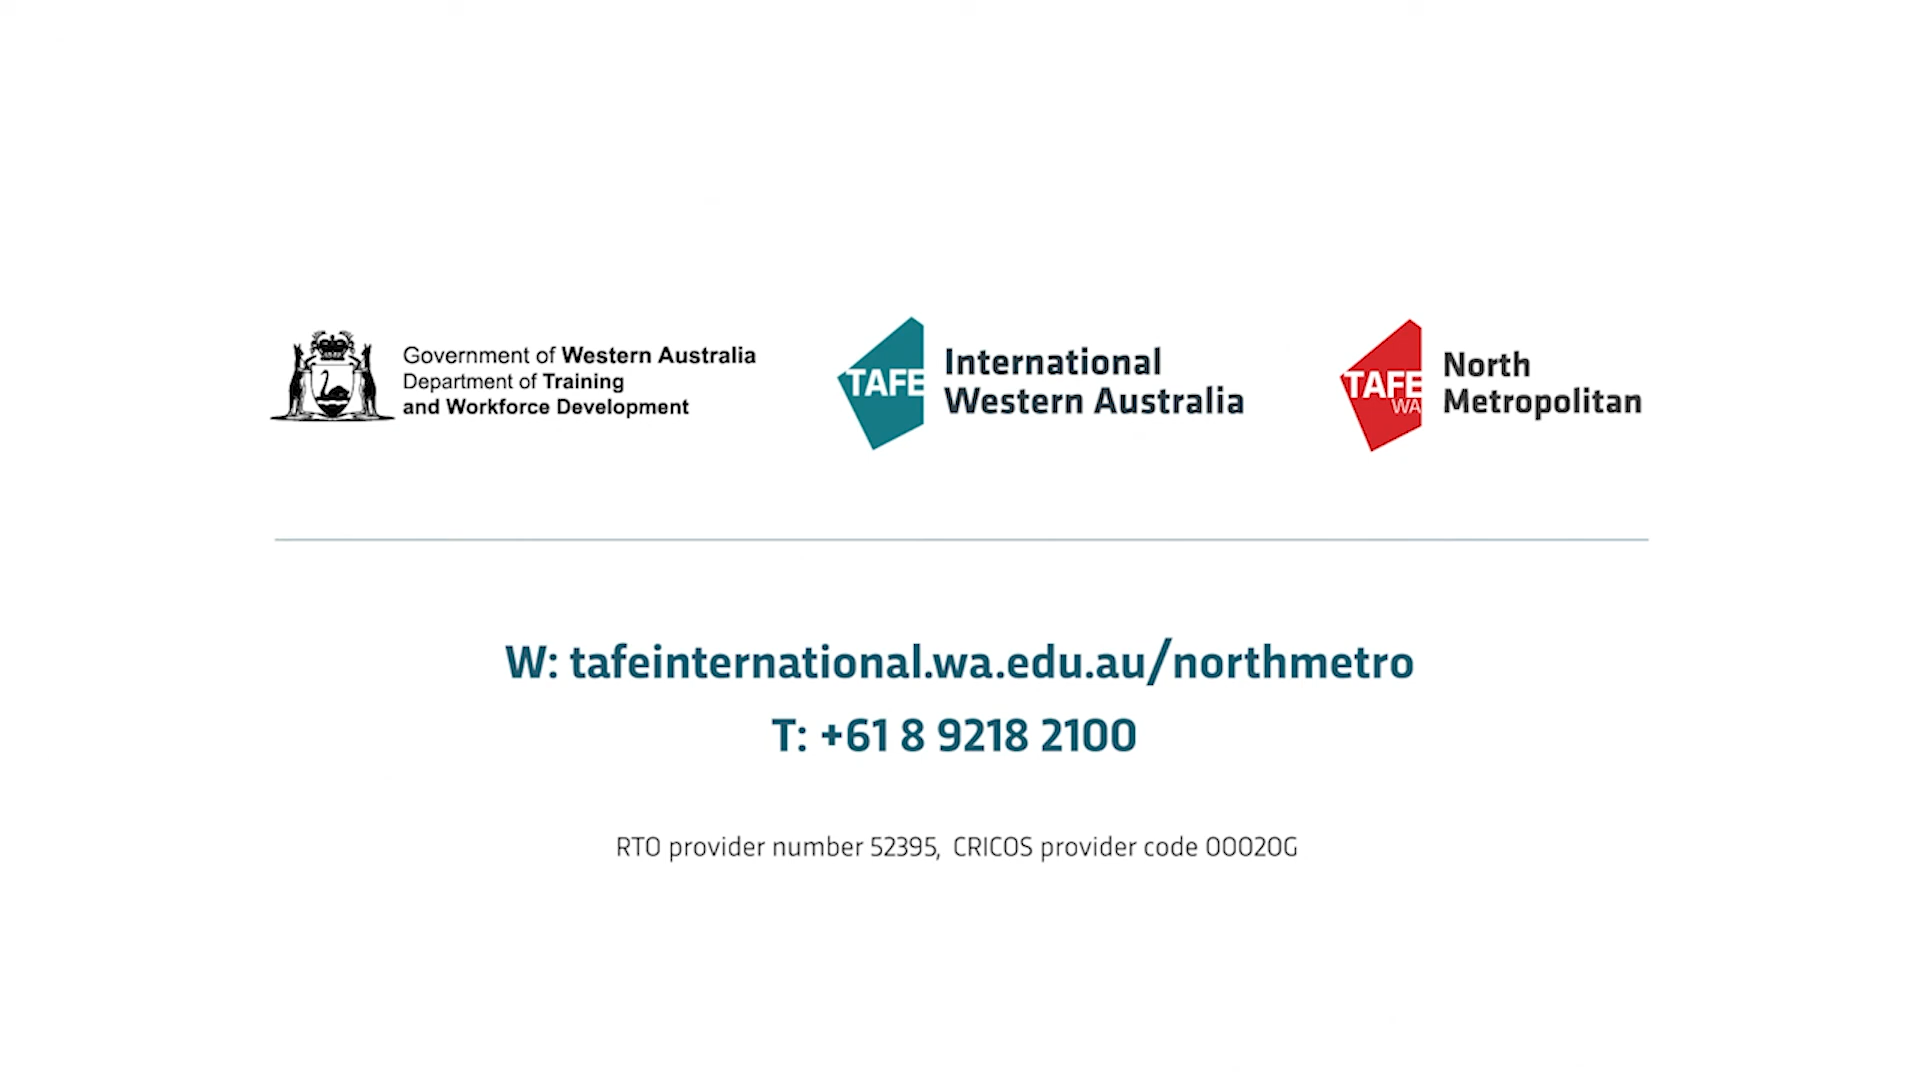 Government of Western Australia
Department of Training
and Workforce Development
TAFE
International
Western Australia
TAFE
WA
North
Metropolitan
W: tafeinternational.wa.edu.au/northmetro
T: +61 8 9218 2100
RTO provider number 52395, CRICOS provider code 00020G